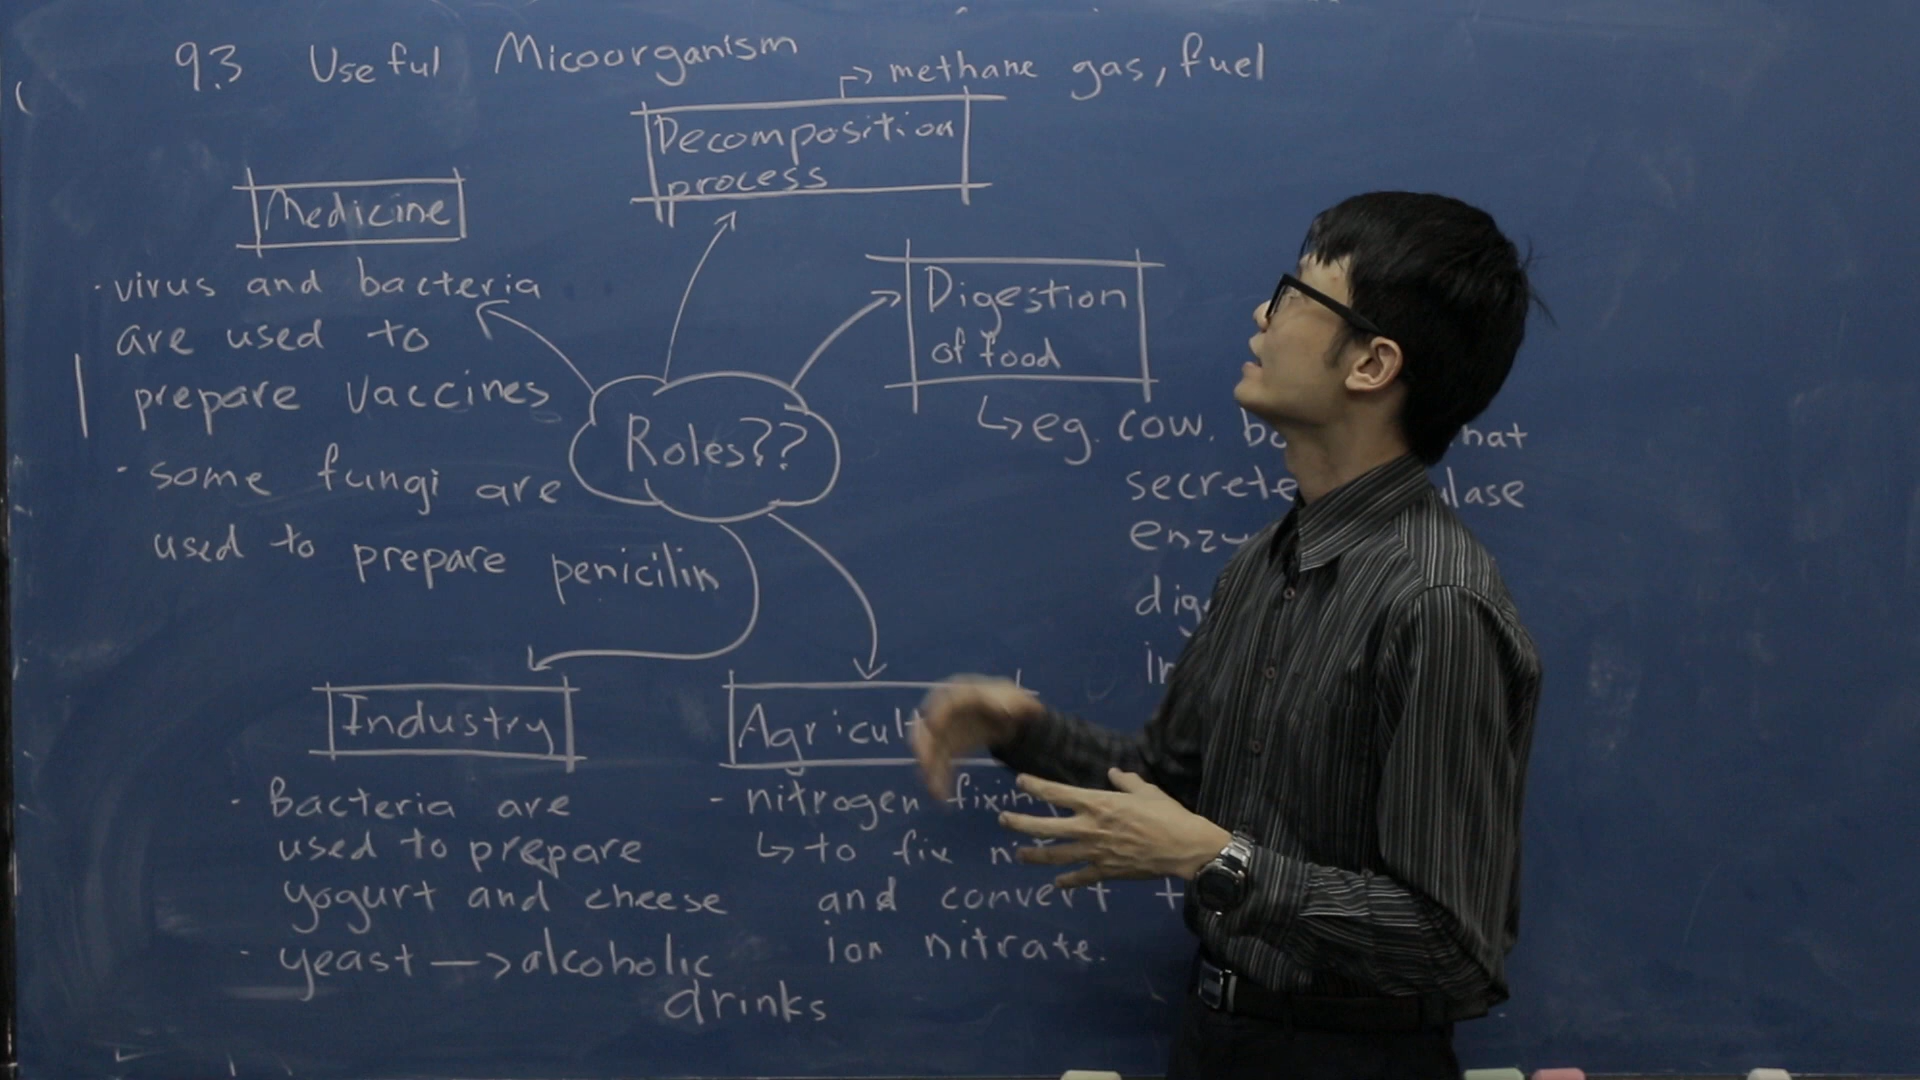 9.3 Useful Micoorganism
methane gas, fuel
Decomposition
process
Medicine
virus and bacteria
are used to
prepare vaccines
some fungi are
used to prepare penicilin
Digestion
of food
eg. cow.
secrete
Roles??
Industry
Bacteria are
used to prepare
yogurt and cheese
yeast → alcoholic
drinks
- nitrogen
to fix
and convert
ion nitrate.